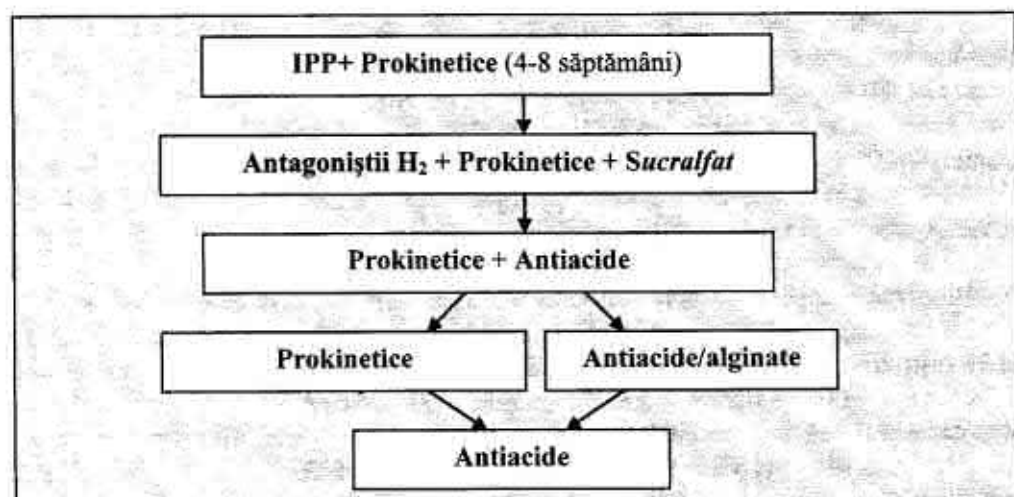 IPP+ Prokinetice (4-8 săptămâni)
Antagoniştii H₂ + Prokinetice + Sucralfat
Prokinetice + Antiacide
Prokinetice
Antiacide/alginate
Antiacide